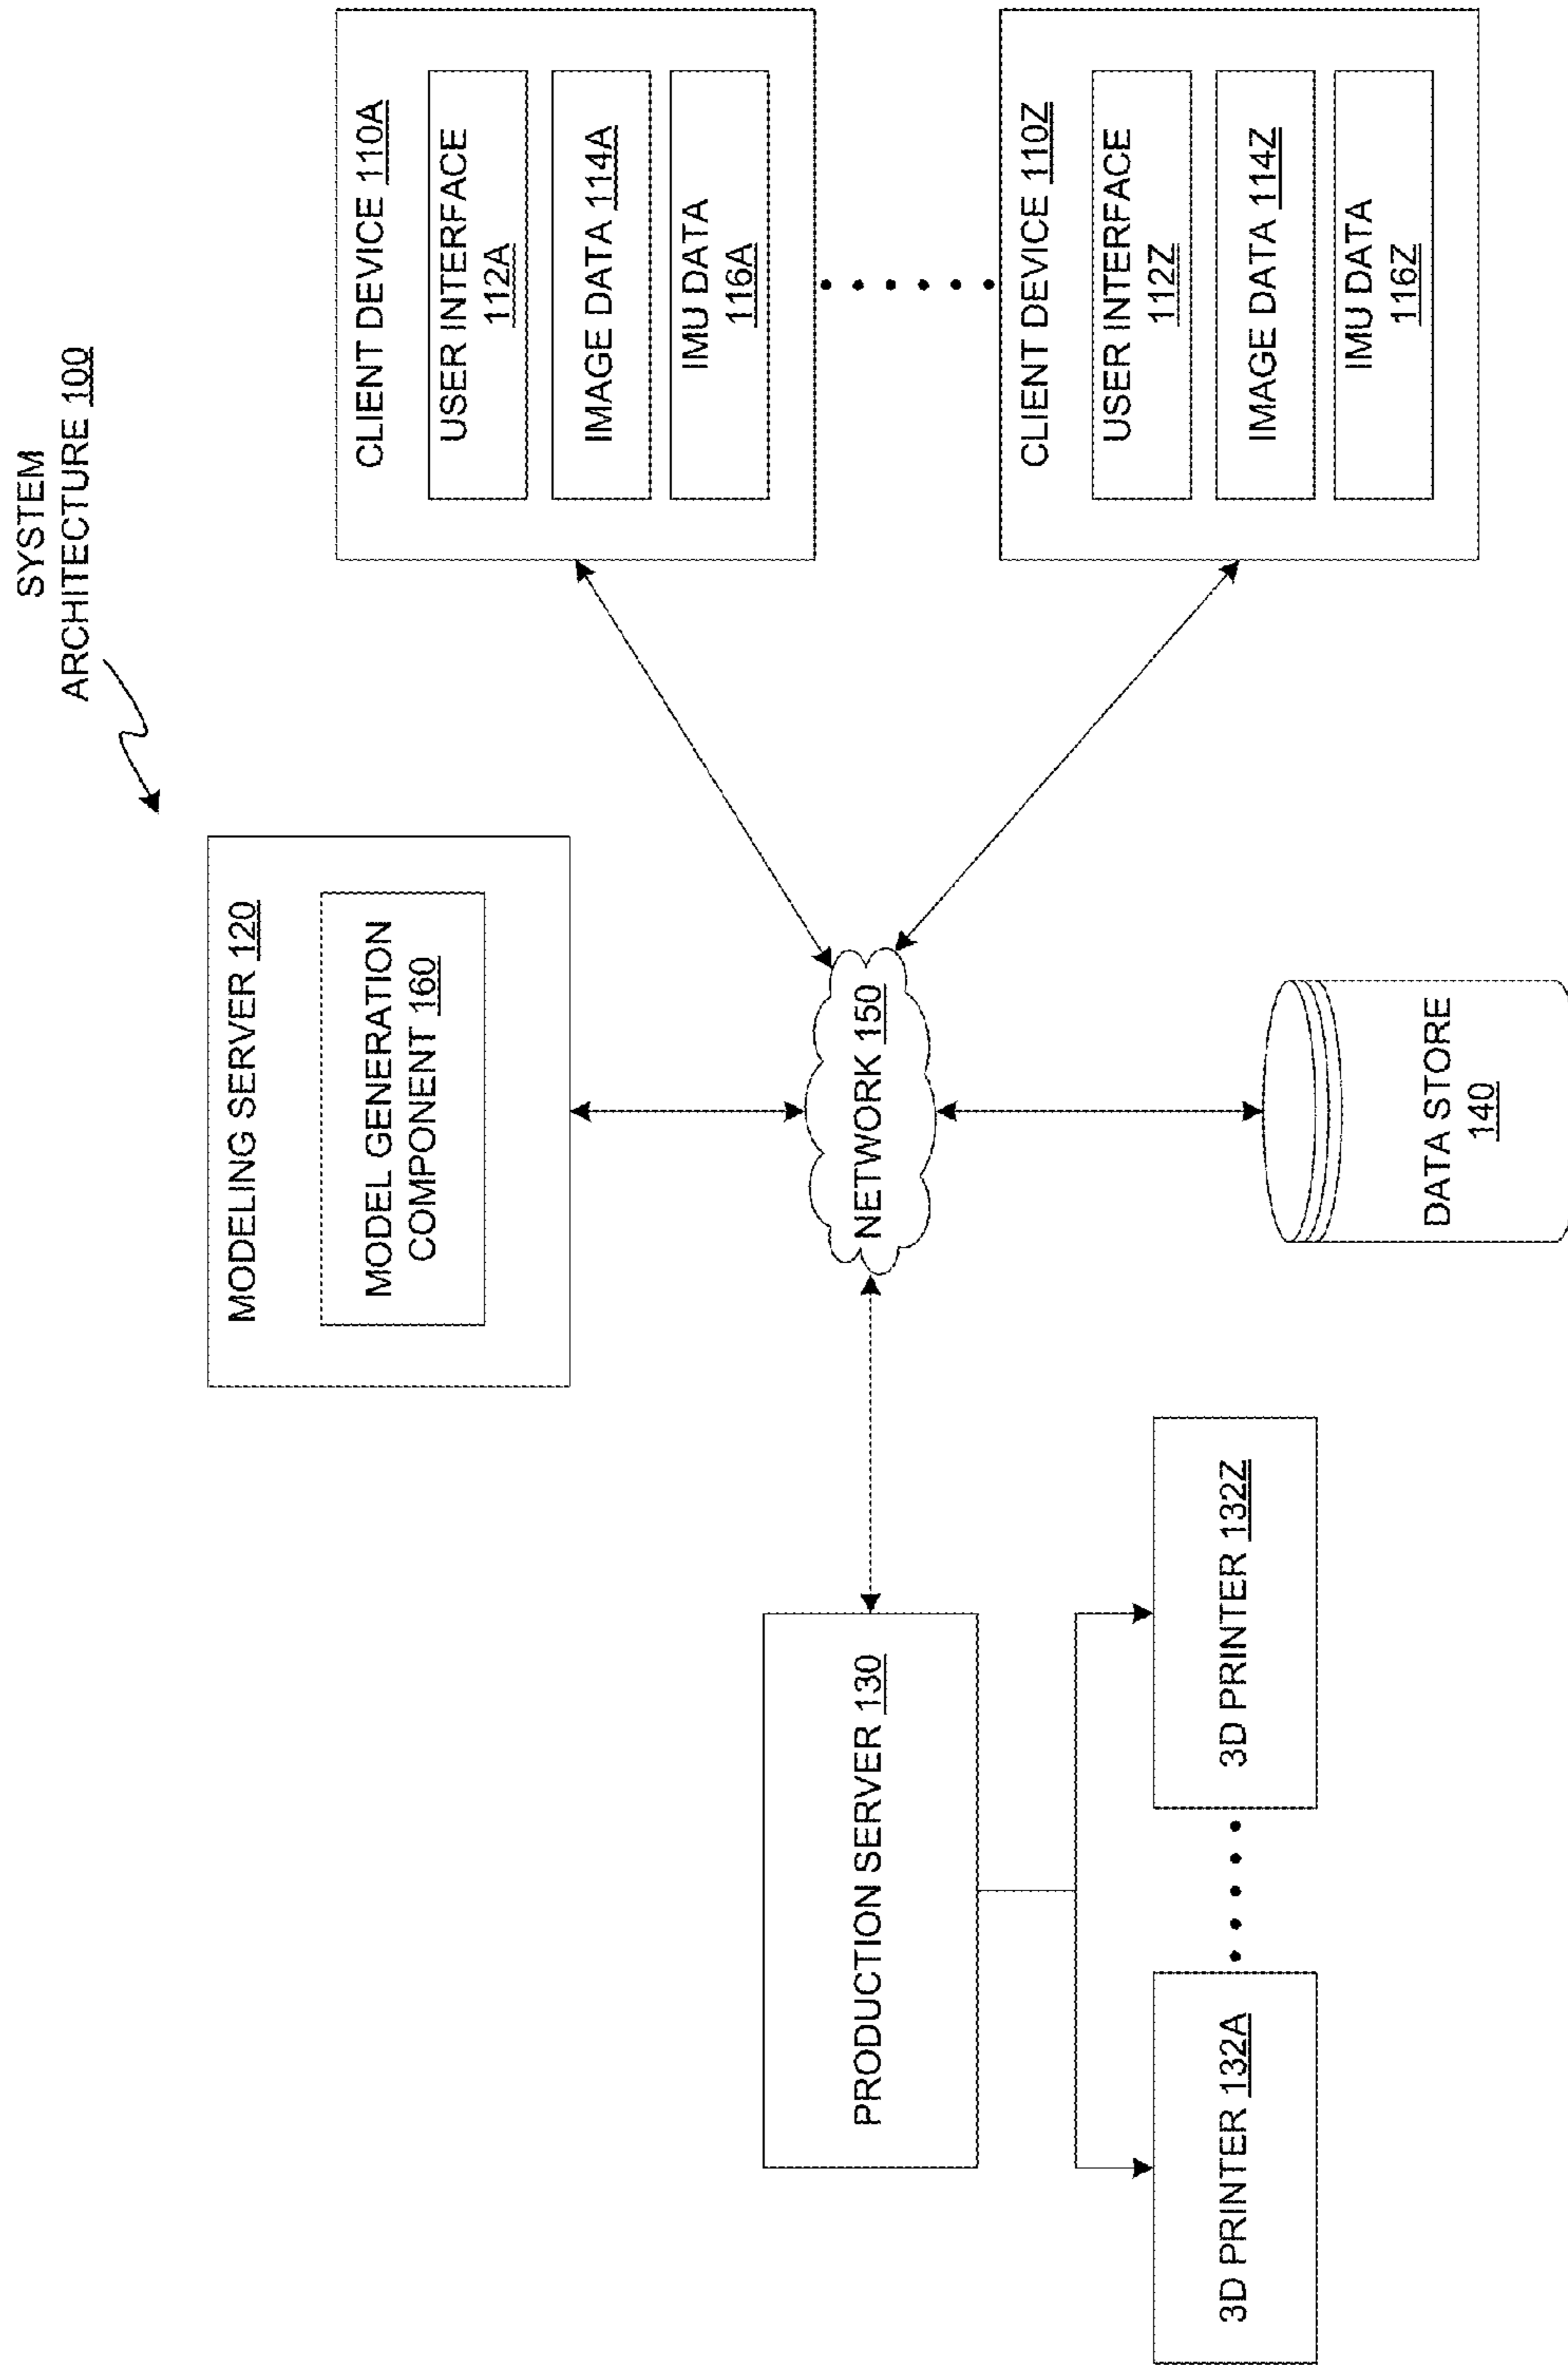 SYSTEM
ARCHITECTURE 100
MODELING SERVER 120
MODEL GENERATION
COMPONENT 160
CLIENT DEVICE 110A
USER INTERFACE
112A
IMAGE DATA 114A
IMU DATA
116A
NETWORK 150
PRODUCTION SERVER 130
CLIENT DEVICE 110Z
USER INTERFACE
112Z
IMAGE DATA 114Z
IMU DATA
116Z
3D PRINTER 132A
3D PRINTER 132Z
DATA STORE
140